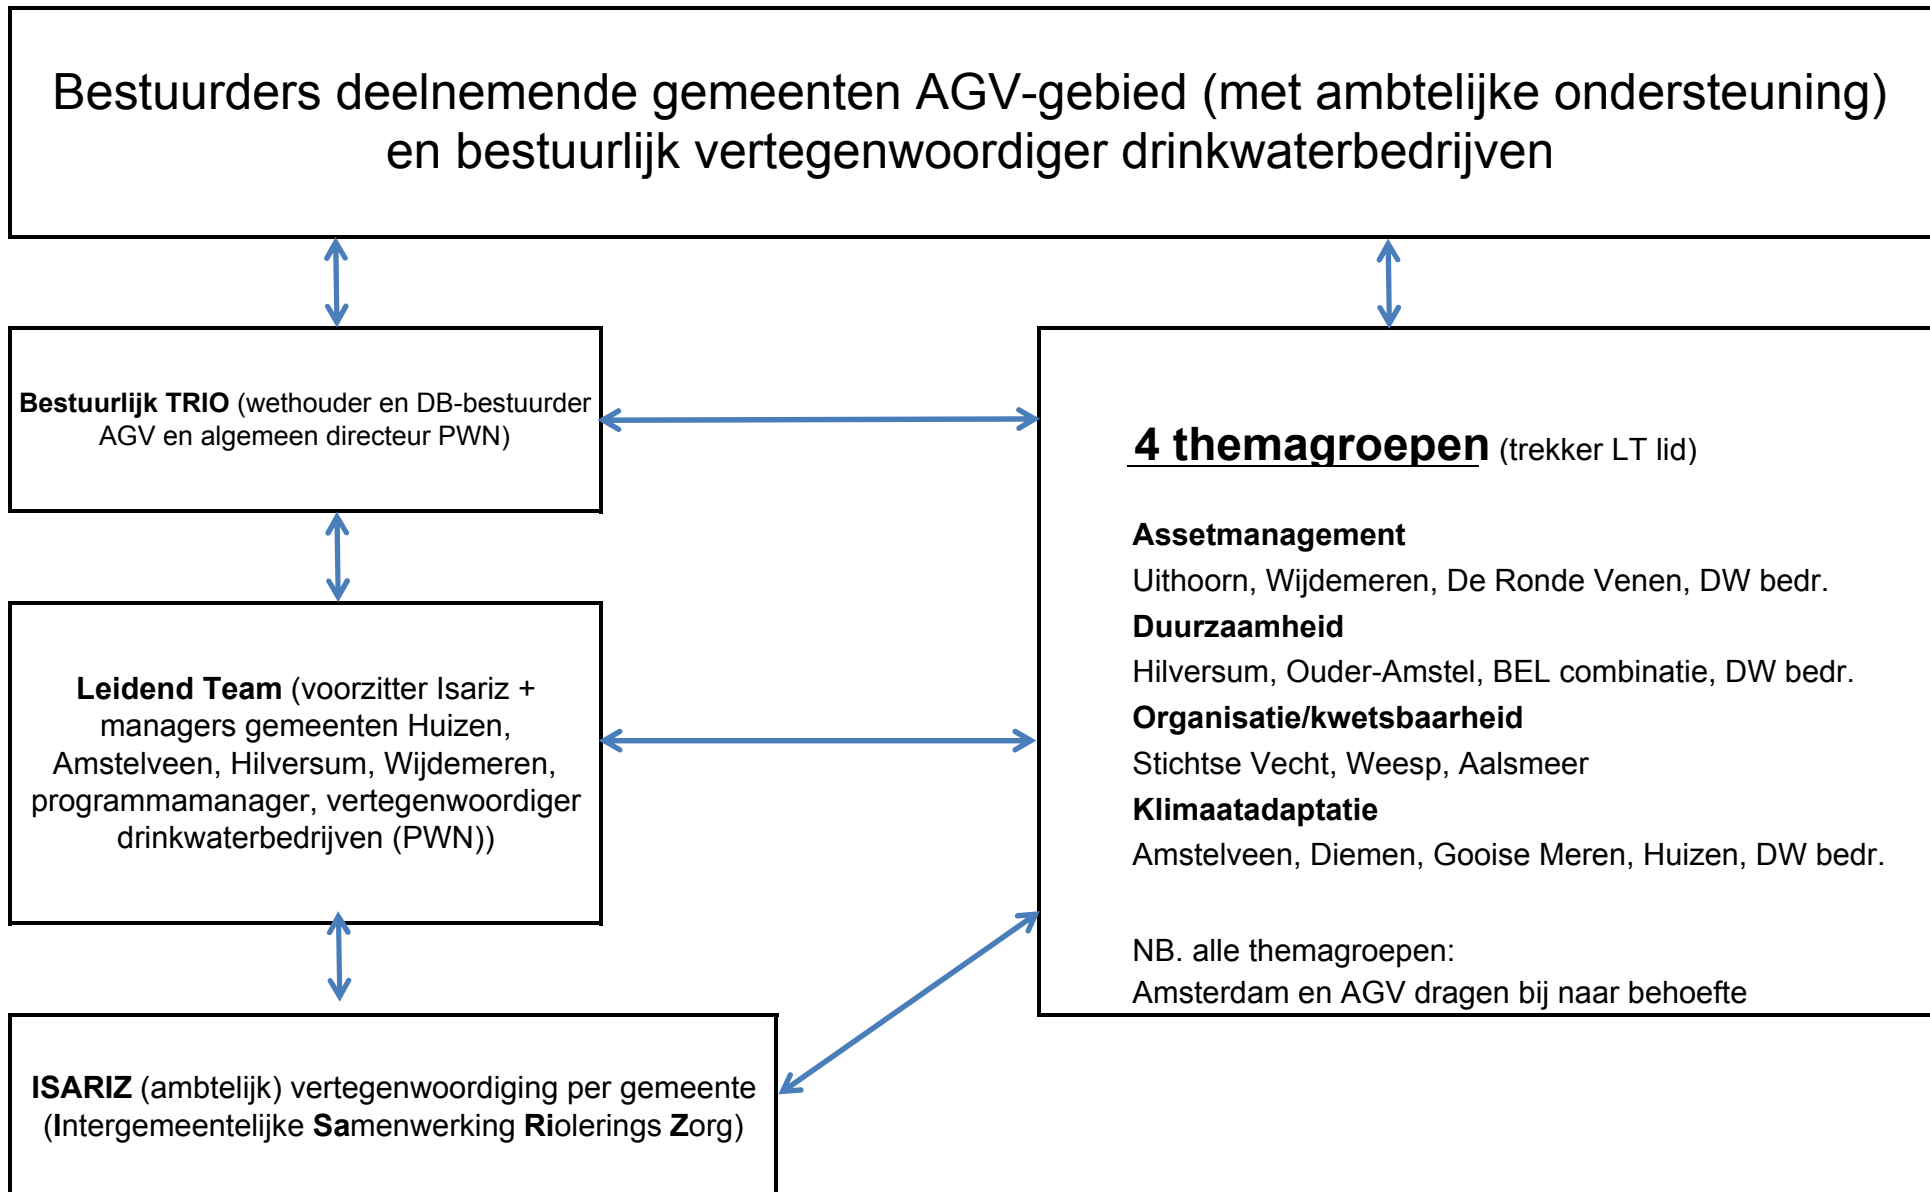 Bestuurders deelnemende gemeenten AGV-gebied (met ambtelijke ondersteuning)
en bestuurlijk vertegenwoordiger drinkwaterbedrijven
Bestuurlijk TRIO (wethouder en DB-bestuurder
AGV en algemeen directeur PWN)
Leidend Team (voorzitter Isariz +
managers gemeenten Huizen,
Amstelveen, Hilversum, Wijdemeren,
programmamanager, vertegenwoordiger
drinkwaterbedrijven (PWN))
ISARIZ (ambtelijk) vertegenwoordiging per gemeente
(Intergemeentelijke Samenwerking Riolerings Zorg)
4 themagroepen (trekker LT lid)
Assetmanagement
Uithoorn, Wijdemeren, De Ronde Venen, DW bedr.
Duurzaamheid
Hilversum, Ouder-Amstel, BEL combinatie, DW bedr.
Organisatie/kwetsbaarheid
Stichtse Vecht, Weesp, Aalsmeer
Klimaatadaptatie
Amstelveen, Diemen, Gooise Meren, Huizen, DW bedr.
NB. alle themagroepen:
Amsterdam en AGV dragen bij naar behoefte